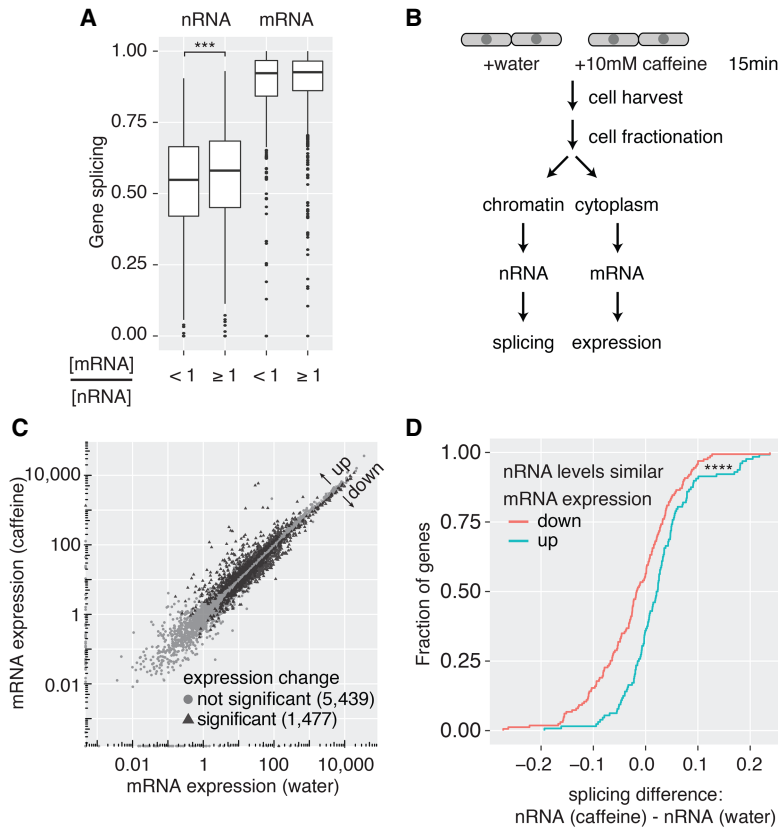 A
nRNA mRNA
***
1.00
0.75
0.50
0.25
0.00
Gene splicing
[mRNA]
[nRNA]
< 1 ≥ 1 < 1 ≥ 1
B
+water +10mM caffeine 15min
cell harvest
cell fractionation
chromatin cytoplasm
nRNA mRNA
splicing expression
C
up
down
10,000
100
1
0.01
mRNA expression (caffeine)
expression change
not significant (5,439)
significant (1,477)
0.01 1 100 10,000
mRNA expression (water)
D
1.00
0.75
0.50
0.25
0.00
Fraction of genes
nRNA levels similar
mRNA expression
down
up
****
−0.2 −0.1 0.0 0.1 0.2
splicing difference:
nRNA (caffeine) - nRNA (water)